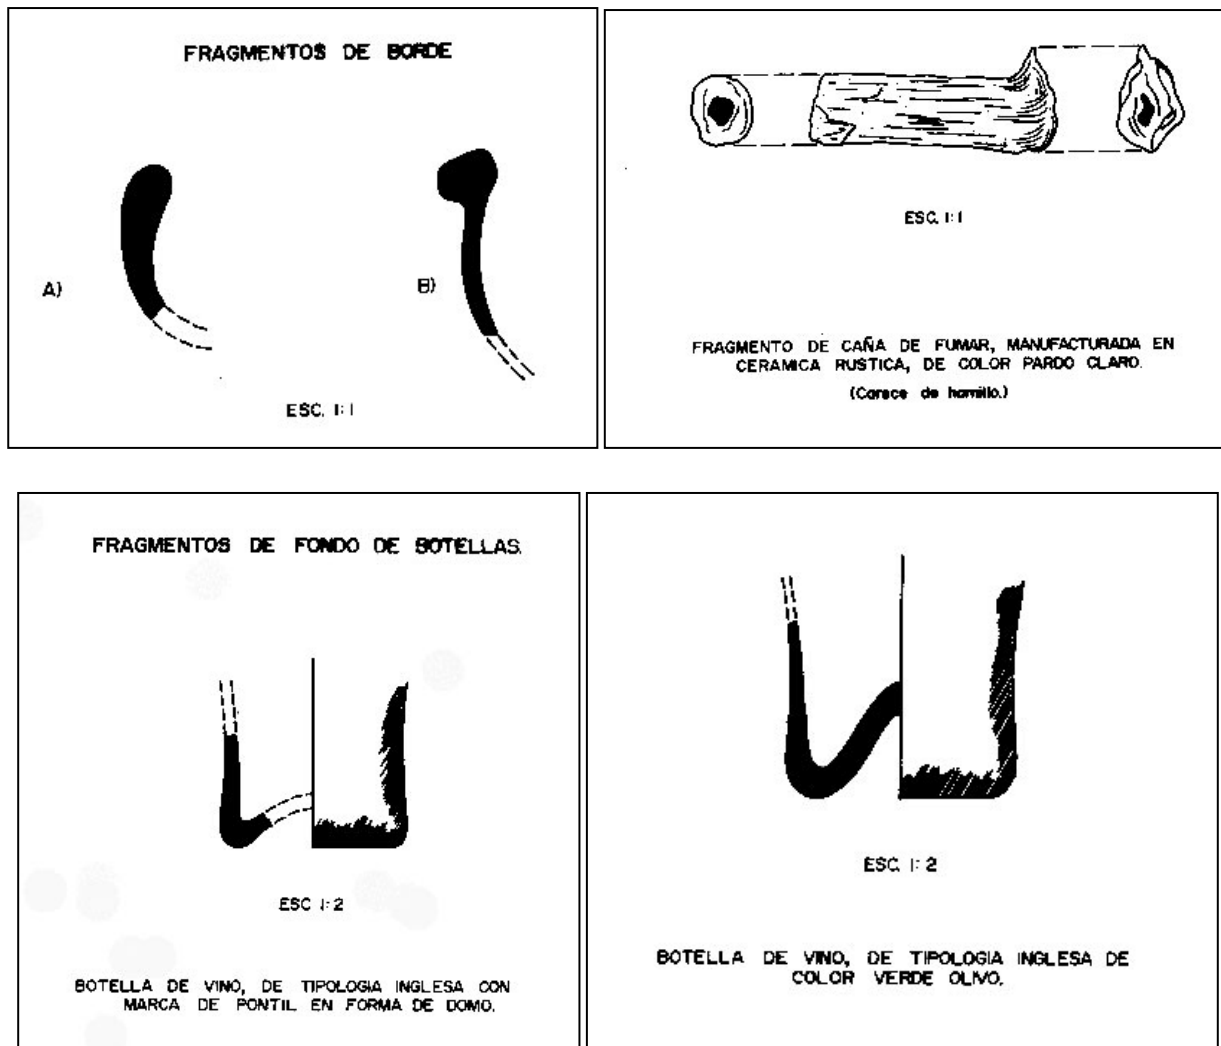 FRAGMENTOS DE BORDE
A)
B)
ESC. 1:1
ESC. 1:1
FRAGMENTO DE CAÑA DE FUMAR, MANUFACTURADA EN
CERAMICA RUSTICA, DE COLOR PARDO CLARO.
(Carece de hornillo.)
FRAGMENTOS DE FONDO DE BOTELLAS.
ESC 1:2
BOTELLA DE VINO, DE TIPOLOGIA INGLESA CON
MARCA DE PONTIL EN FORMA DE DOMO.
ESC. 1:2
BOTELLA DE VINO, DE TIPOLOGIA INGLESA DE
COLOR VERDE OLIVO.